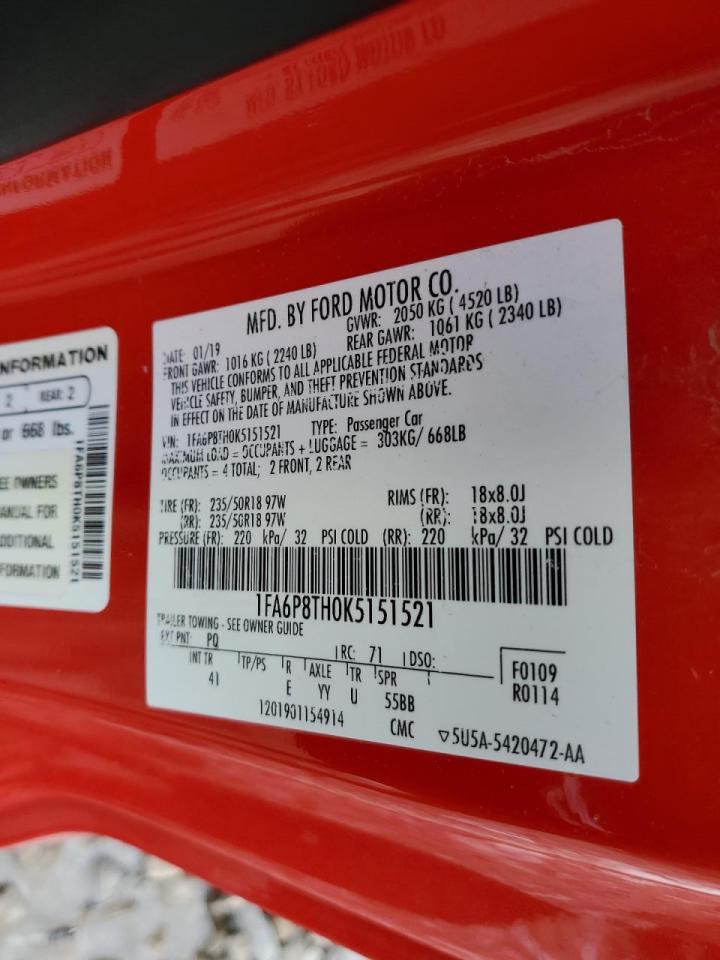 INFORMATION
2 REAR: 2
or 668 lbs.
EE OWNERS
ANUAL FOR
DDITIONAL
FORMATION
1FA6P8TH0K5151521
MFD. BY FORD MOTOR CO.
DATE: 01/19 GVWR: 2050 KG ( 4520 LB)
FRONT GAWR: 1016 KG ( 2240 LB) REAR GAWR: 1061 KG ( 2340 LB)
THIS VEHICLE CONFORMS TO ALL APPLICABLE FEDERAL MOTOR
VEHICLE SAFETY, BUMPER, AND THEFT PREVENTION STANDARDS
IN EFFECT ON THE DATE OF MANUFACTURE SHOWN ABOVE.
VIN: 1FA6P8TH0K5151521 TYPE: Passenger Car
MAXIMUM LOAD = OCCUPANTS + LUGGAGE = 303KG/ 668LB
OCCUPANTS = 4 TOTAL; 2 FRONT, 2 REAR
TIRE (FR): 235/50R18 97W RIMS (FR): 18x8.0J
(RR): 235/50R18 97W (RR): 18x8.0J
PRESSURE (FR): 220 kPa/ 32 PSI COLD (RR): 220 kPa/ 32 PSI COLD
1FA6P8TH0K5151521
TRAILER TOWING - SEE OWNER GUIDE
EXT PNT: PQ RC: 71 DSO:
INT TR TP/PS R AXLE TR SPR
41 E YY U 55BB
F0109
R0114
1201901154914 CMC ▽5U5A-5420472-AA